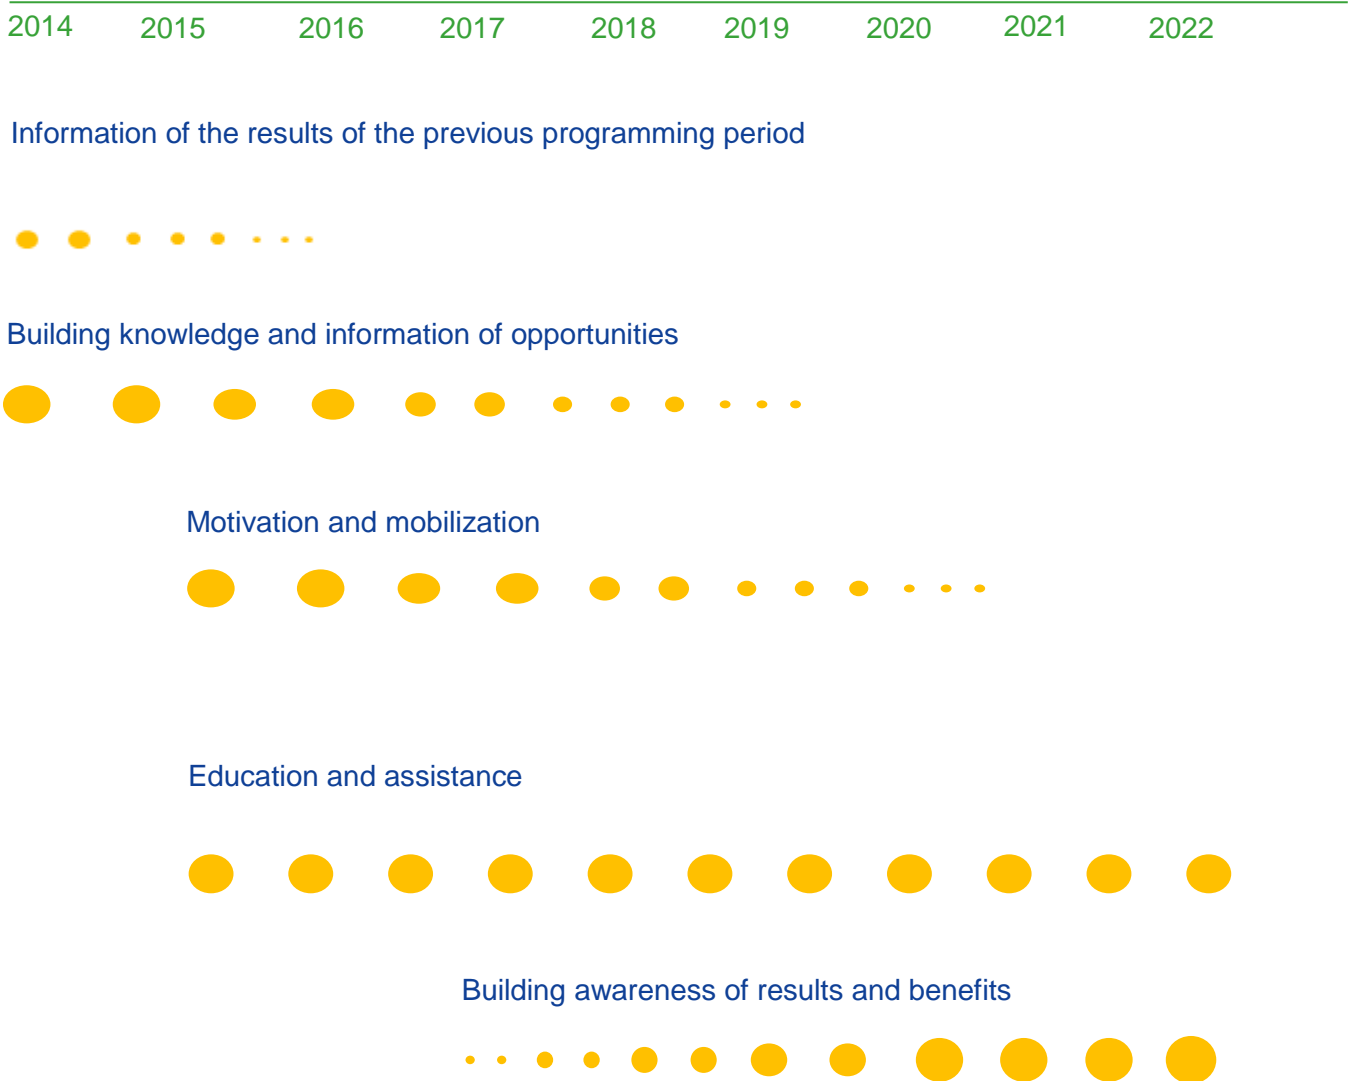 2014 2015 2016 2017 2018 2019 2020 2021 2022
Information of the results of the previous programming period
Building knowledge and information of opportunities
Motivation and mobilization
Education and assistance
Building awareness of results and benefits